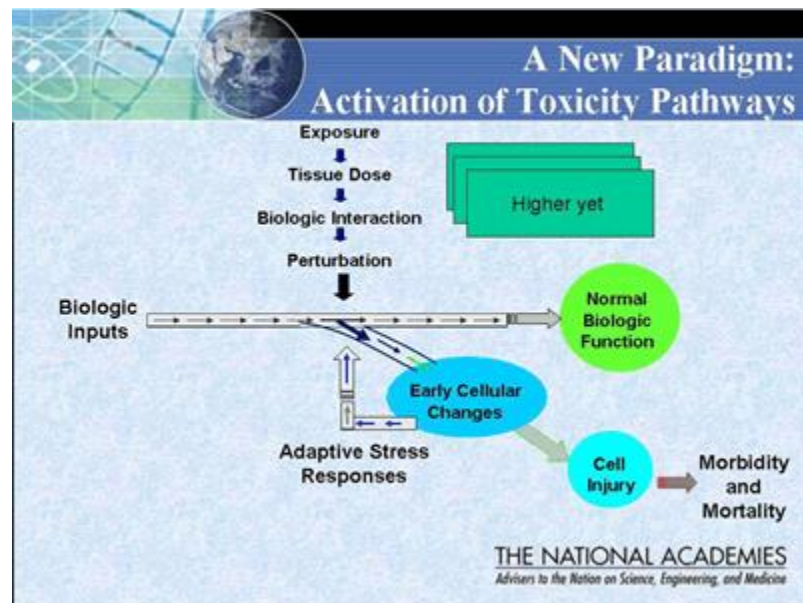 A New Paradigm:
Activation of Toxicity Pathways
Exposure
Tissue Dose
Biologic Interaction
Perturbation
Higher yet
Biologic
Inputs
Normal
Biologic
Function
Early Cellular
Changes
Adaptive Stress
Responses
Cell
Injury
Morbidity
and
Mortality
THE NATIONAL ACADEMIES
Advisers to the Nation on Science, Engineering, and Medicine